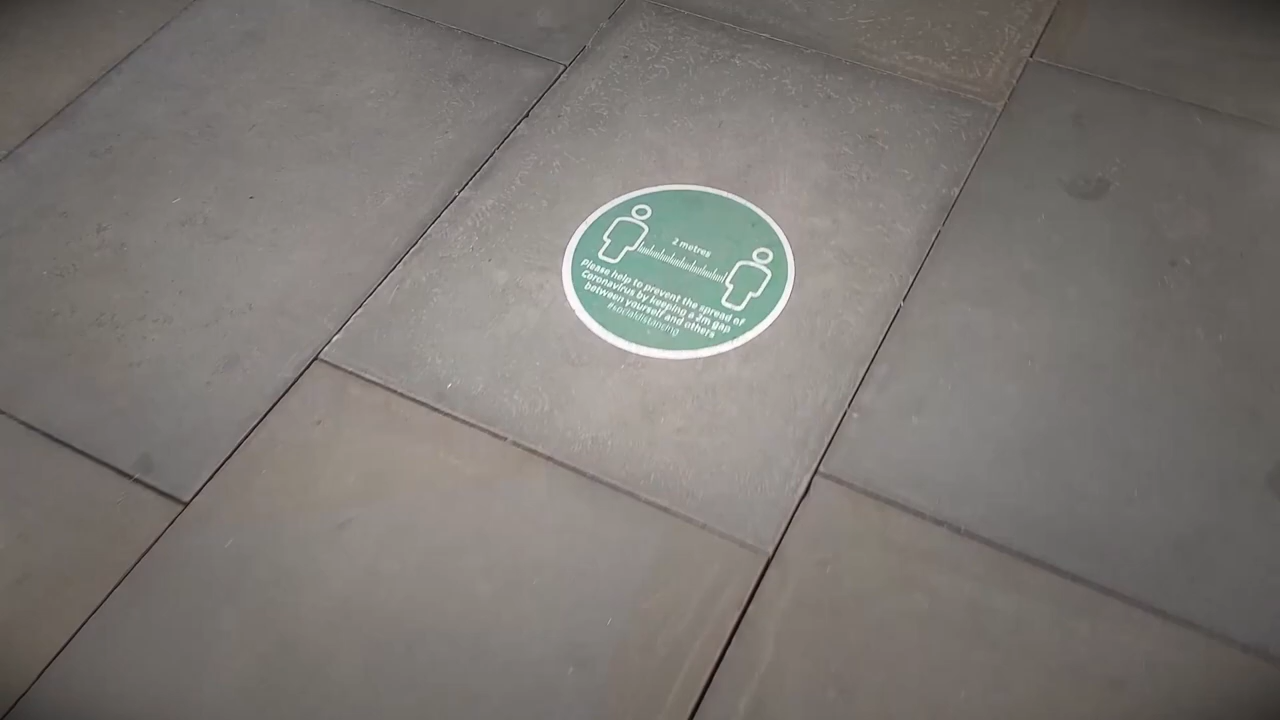 2 metres
Please help to prevent the spread of
Coronavirus by keeping a 2m gap
between yourself and others
#socialdistancing